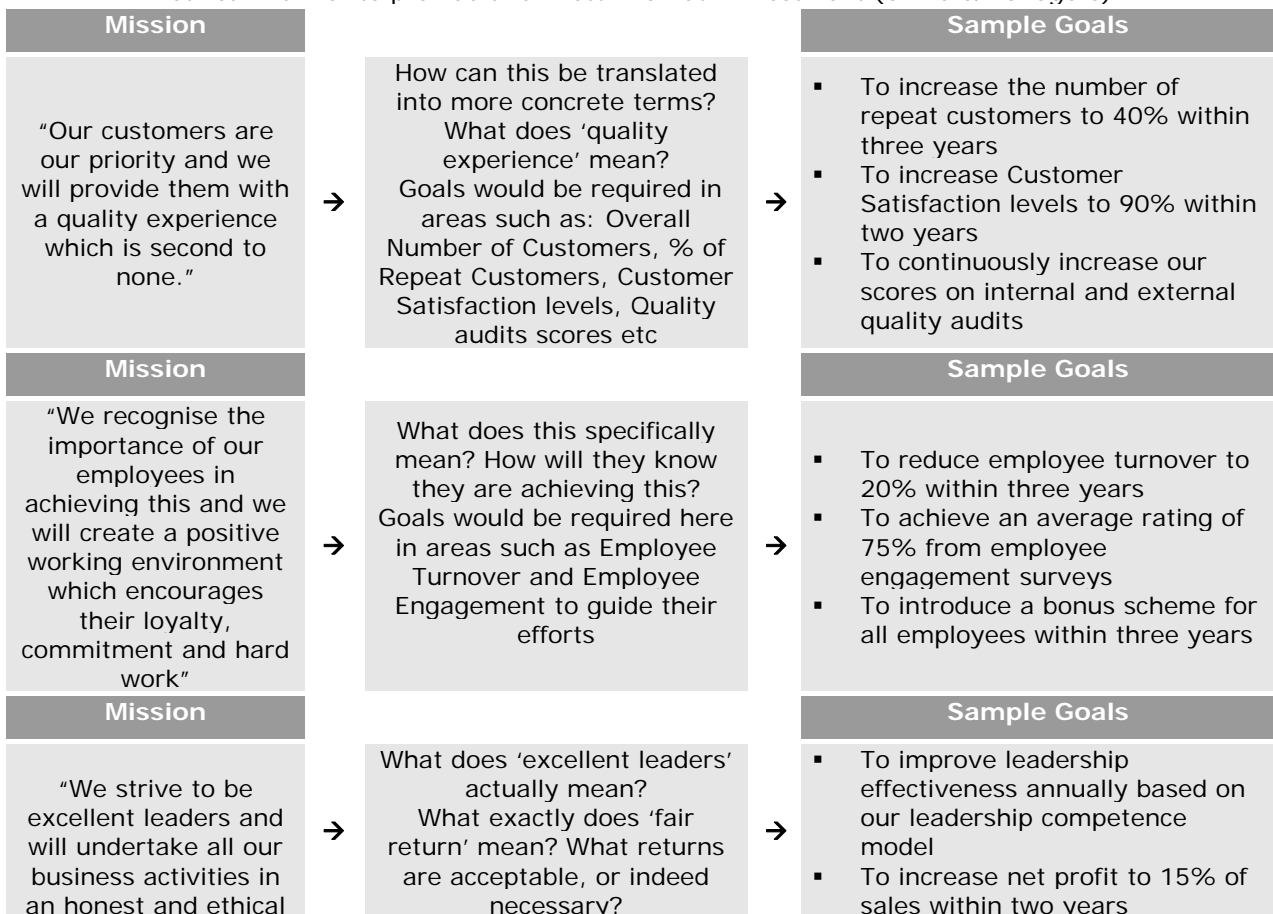 Mission
Sample Goals
"Our customers are
our priority and we
will provide them with
a quality experience
which is second to
none."
→
How can this be translated
into more concrete terms?
What does 'quality
experience' mean?
Goals would be required in
areas such as: Overall
Number of Customers, % of
Repeat Customers, Customer
Satisfaction levels, Quality
audits scores etc
→
▪ To increase the number of
repeat customers to 40% within
three years
▪ To increase Customer
Satisfaction levels to 90% within
two years
▪ To continuously increase our
scores on internal and external
quality audits
Mission
Sample Goals
"We recognise the
importance of our
employees in
achieving this and we
will create a positive
working environment
which encourages
their loyalty,
commitment and hard
work"
→
What does this specifically
mean? How will they know
they are achieving this?
Goals would be required here
in areas such as Employee
Turnover and Employee
Engagement to guide their
efforts
→
▪ To reduce employee turnover to
20% within three years
▪ To achieve an average rating of
75% from employee
engagement surveys
▪ To introduce a bonus scheme for
all employees within three years
Mission
Sample Goals
"We strive to be
excellent leaders and
will undertake all our
business activities in
an honest and ethical
→
What does 'excellent leaders'
actually mean?
What exactly does 'fair
return' mean? What returns
are acceptable, or indeed
necessary?
→
▪ To improve leadership
effectiveness annually based on
our leadership competence
model
▪ To increase net profit to 15% of
sales within two years